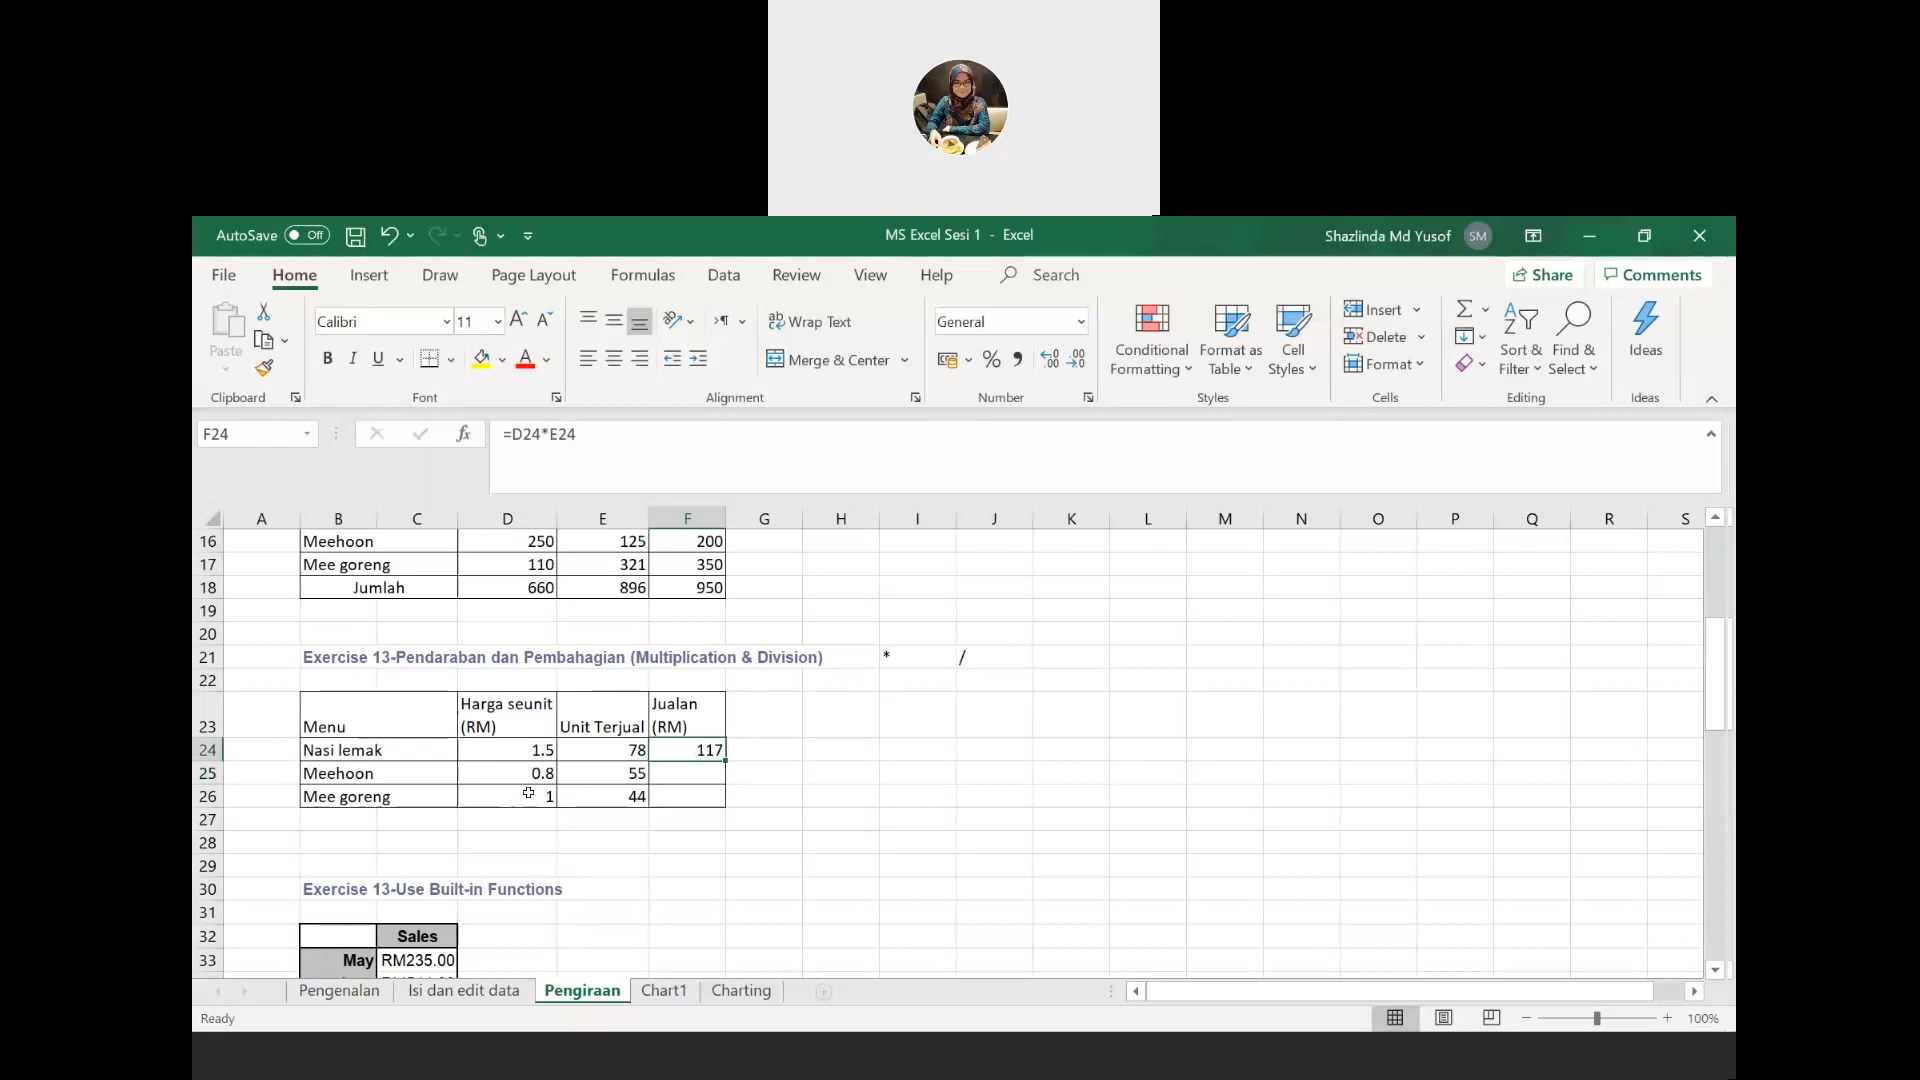 AutoSave Off MS Excel Sesi 1 - Excel Shazlinda Md Yusof SM
File Home Insert Draw Page Layout Formulas Data Review View Help Search Share Comments
Paste Calibri 11 Wrap Text General Conditional Formatting Format as Table Cell Styles Insert Sort & Filter Find & Select Ideas
B I U Merge & Center % Delete
Format
Clipboard Font Alignment Number Styles Cells Editing Ideas
F24 fx =D24*E24
A B C D E F G H I J K L M N O P Q R S
16 Meehoon 250 125 200
17 Mee goreng 110 321 350
18 Jumlah 660 896 950
19
20
21 Exercise 13-Pendaraban dan Pembahagian (Multiplication & Division) * /
22
23 Menu Harga seunit (RM) Unit Terjual Jualan (RM)
24 Nasi lemak 1.5 78 117
25 Meehoon 0.8 55
26 Mee goreng 1 44
27
28
29
30 Exercise 13-Use Built-in Functions
31
32 Sales
33 May RM235.00
Pengenalan Isi dan edit data Pengiraan Chart1 Charting
Ready 100%